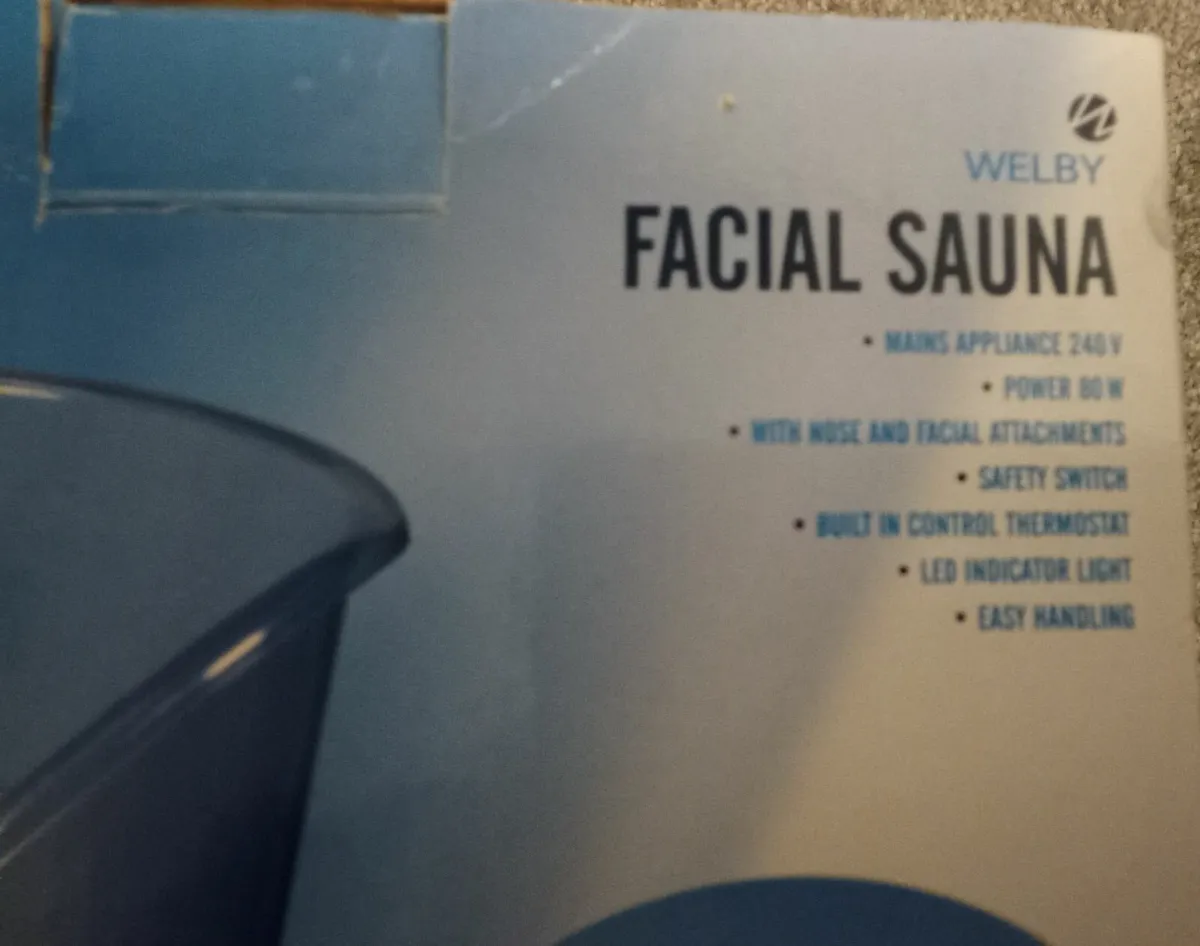 WELBY
FACIAL SAUNA
• MAINS APPLIANCE 240 V
• POWER 80 W
• WITH NOSE AND FACIAL ATTACHMENTS
• SAFETY SWITCH
• BUILT IN CONTROL THERMOSTAT
• LED INDICATOR LIGHT
• EASY HANDLING